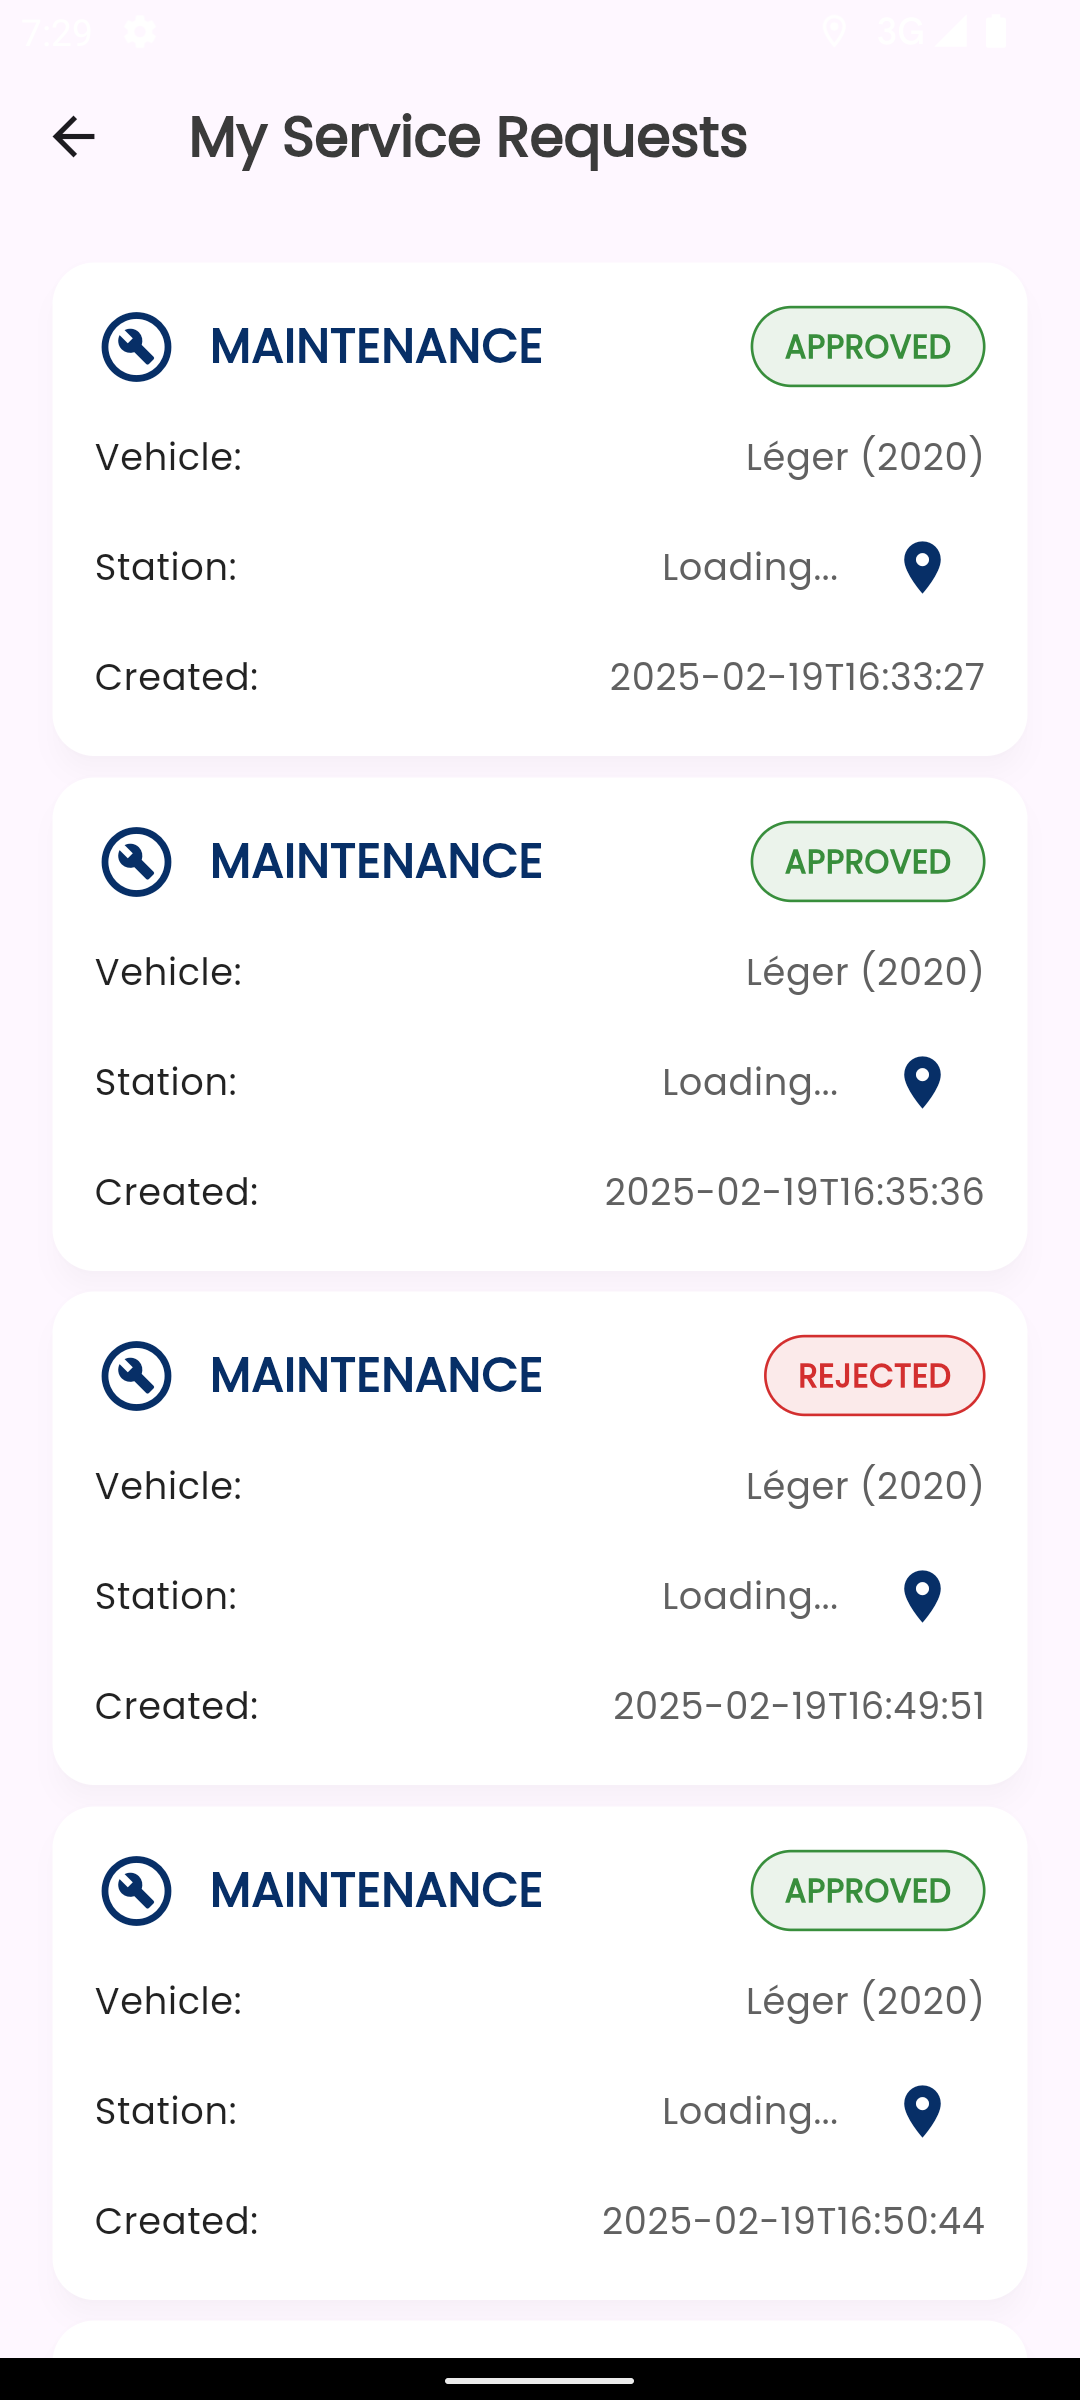 7:29 3G
My Service Requests
MAINTENANCE APPROVED
Vehicle: Léger (2020)
Station: Loading...
Created: 2025-02-19T16:33:27
MAINTENANCE APPROVED
Vehicle: Léger (2020)
Station: Loading...
Created: 2025-02-19T16:35:36
MAINTENANCE REJECTED
Vehicle: Léger (2020)
Station: Loading...
Created: 2025-02-19T16:49:51
MAINTENANCE APPROVED
Vehicle: Léger (2020)
Station: Loading...
Created: 2025-02-19T16:50:44